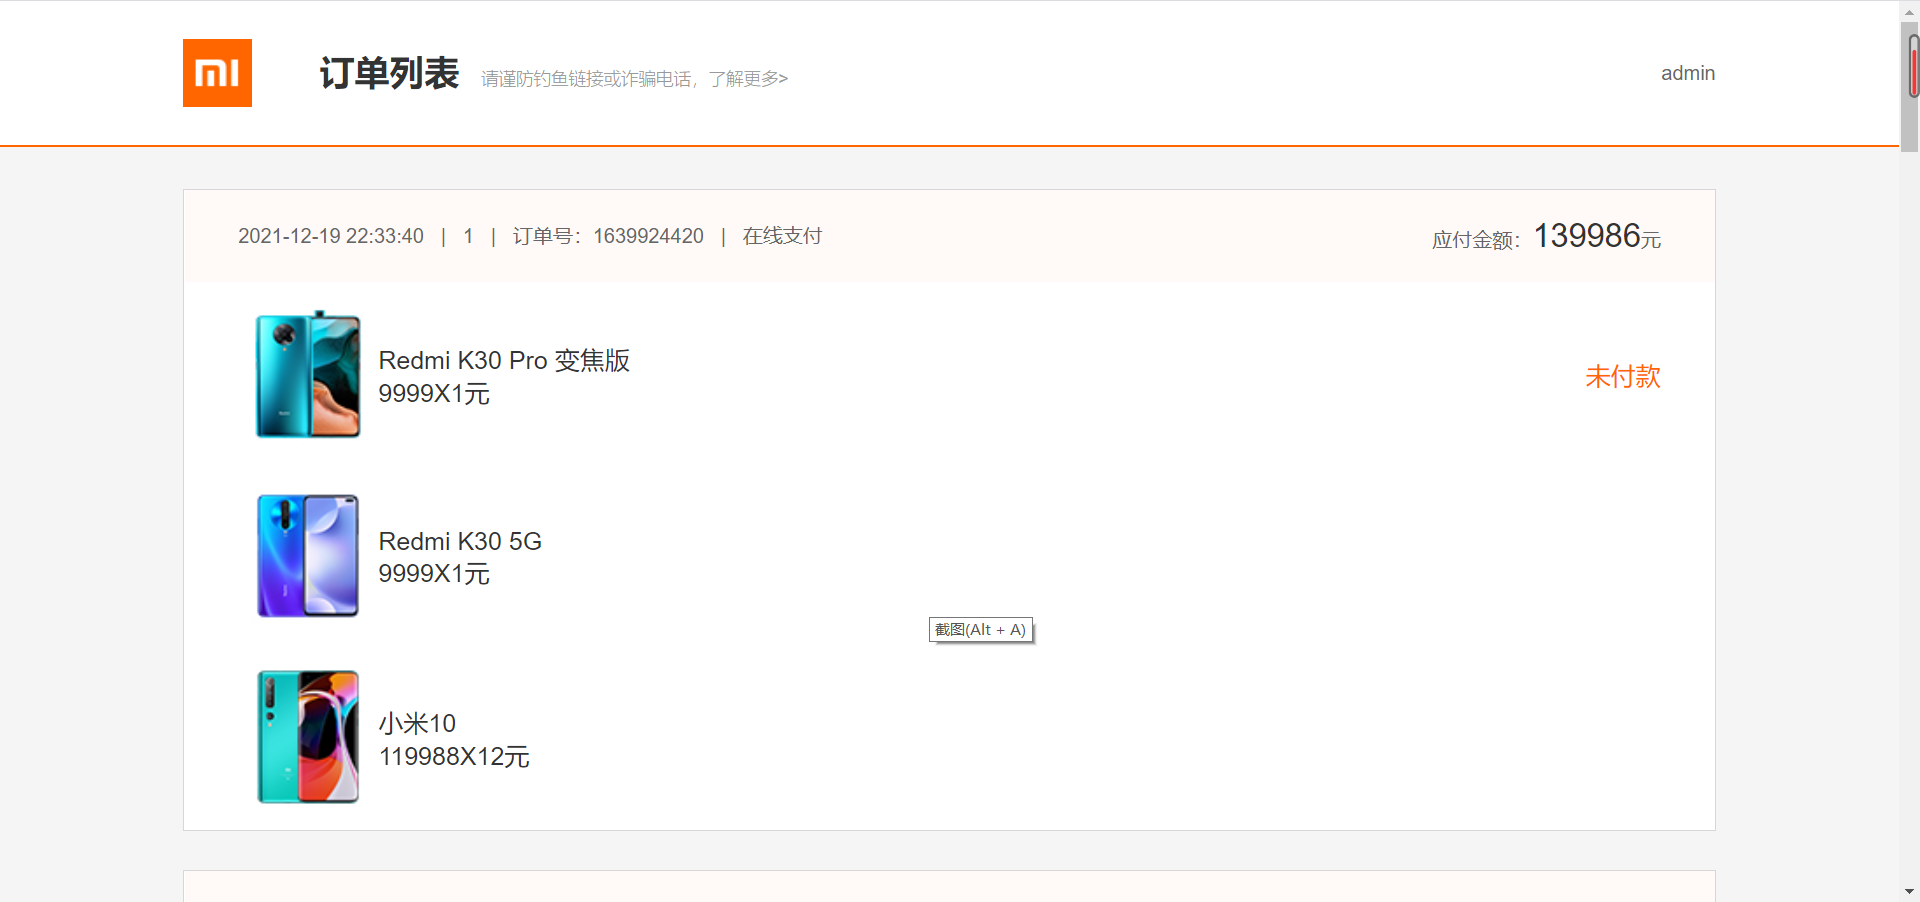 mi
订单列表 请谨防钓鱼链接或诈骗电话，了解更多>
admin
2021-12-19 22:33:40 | 1 | 订单号：1639924420 | 在线支付
应付金额：139986元
Redmi K30 Pro 变焦版
9999X1元
未付款
Redmi K30 5G
9999X1元
截图(Alt + A)
小米10
119988X12元